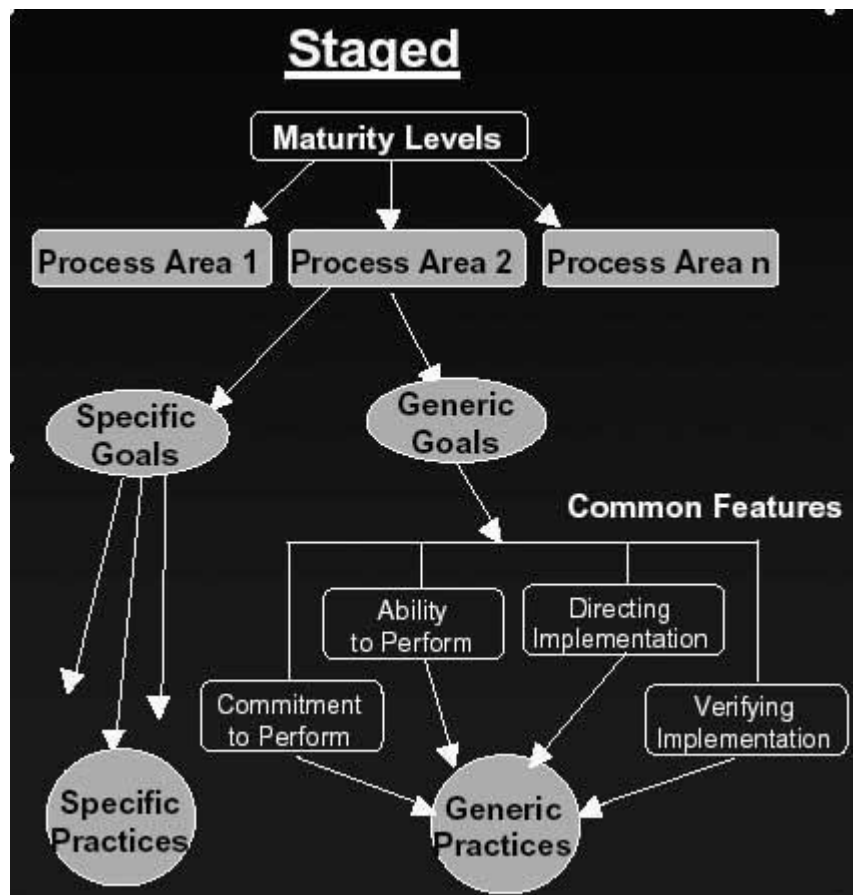 Staged
Maturity Levels
Process Area 1
Process Area 2
Process Area n
Specific
Goals
Generic
Goals
Common Features
Ability
to Perform
Directing
Implementation
Commitment
to Perform
Verifying
Implementation
Specific
Practices
Generic
Practices